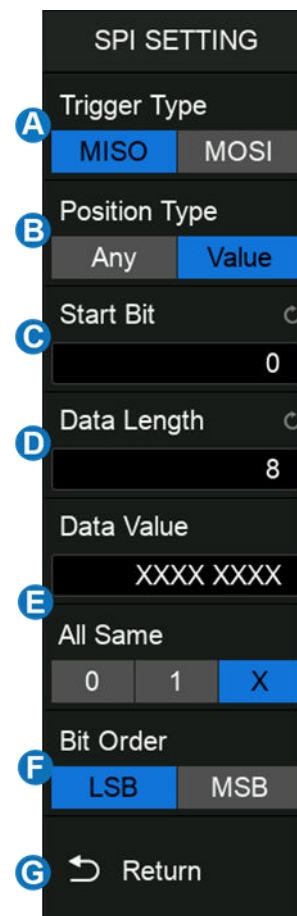 SPI SETTING
A
Trigger Type
MISO MOSI
B
Position Type
Any Value
C
Start Bit
0
D
Data Length
8
Data Value
XXXX XXXX
E
All Same
0 1 X
F
Bit Order
LSB MSB
G
Return